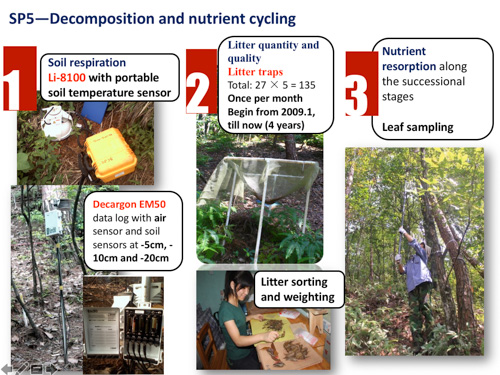 SP5—Decomposition and nutrient cycling
1
Soil respiration
Li-8100 with portable
soil temperature sensor
Decargon EM50
data log with air
sensor and soil
sensors at -5cm, -
10cm and -20cm
2
Litter quantity and
quality
Litter traps
Total: 27 × 5 = 135
Once per month
Begin from 2009.1,
till now (4 years)
Litter sorting
and weighting
3
Nutrient
resorption along
the successional
stages
Leaf sampling